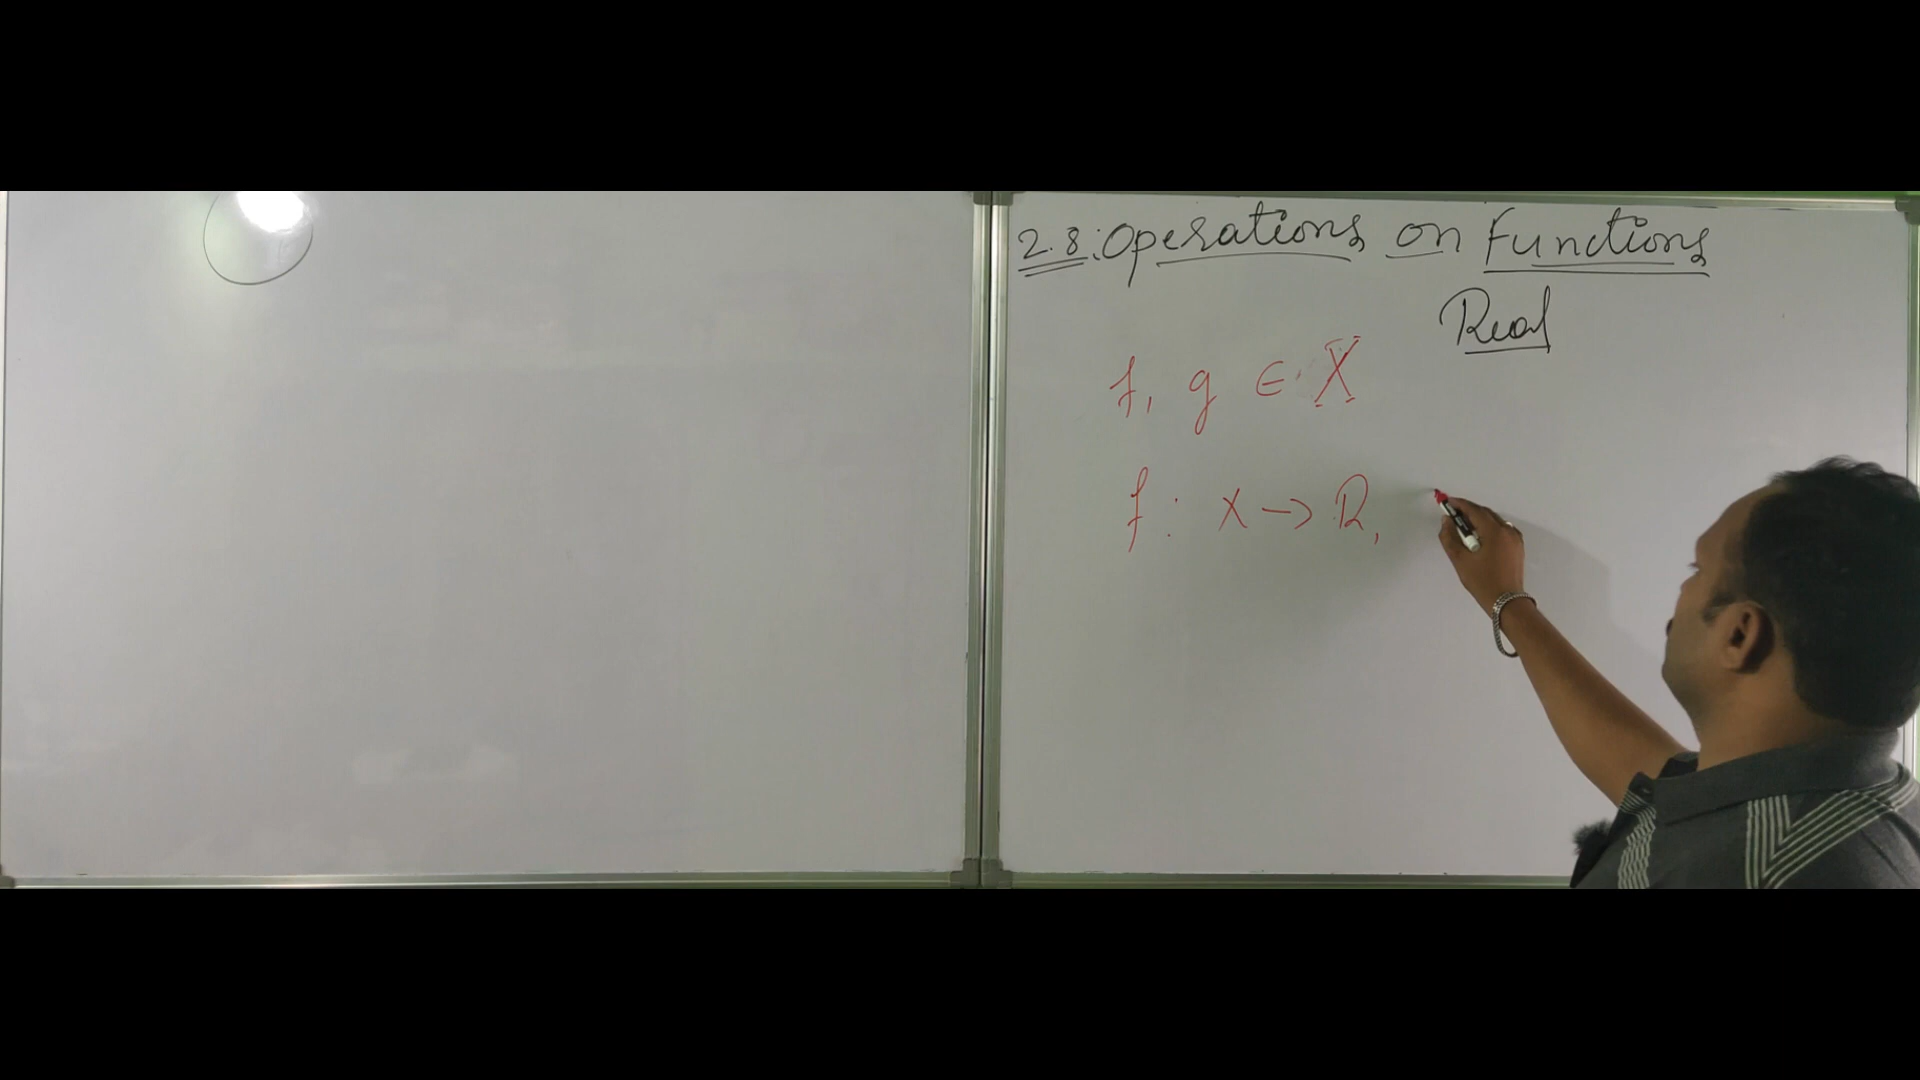 2.8: Operations on Functions
Real
f, g ∈ X
f: x → R,